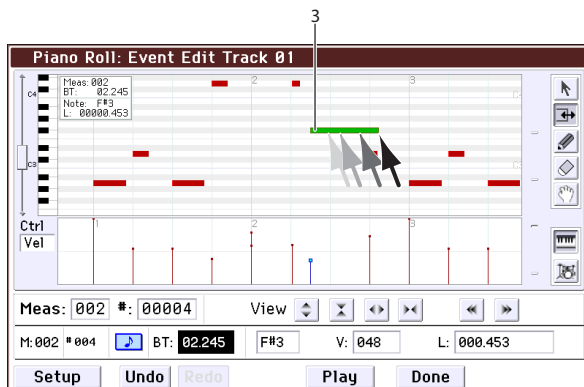 3
Piano Roll: Event Edit Track 01
Meas: 002
BT: 02.245
Note: F#3
L: 00000.453
2
3
C4
C3
Ctrl
Vel
1
2
3
Meas: 002 #: 00004 View
M:002 #004 BT: 02.245 F#3 V: 048 L: 000.453
Setup Undo Redo Play Done